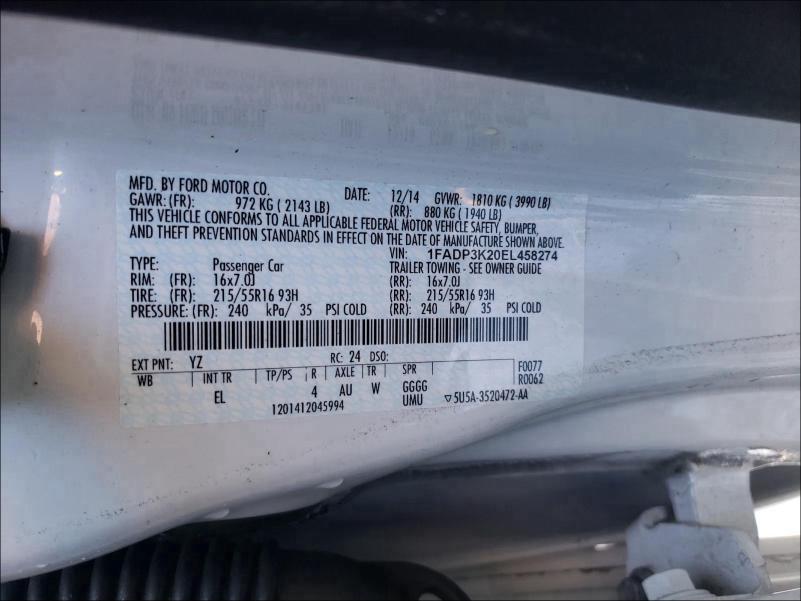 MFD. BY FORD MOTOR CO. DATE: 12/14 GVWR: 1810 KG ( 3990 LB)
GAWR: (FR): 972 KG ( 2143 LB) (RR): 880 KG ( 1940 LB)
THIS VEHICLE CONFORMS TO ALL APPLICABLE FEDERAL MOTOR VEHICLE SAFETY, BUMPER,
AND THEFT PREVENTION STANDARDS IN EFFECT ON THE DATE OF MANUFACTURE SHOWN ABOVE.
VIN: 1FADP3K20EL458274
TYPE: Passenger Car TRAILER TOWING - SEE OWNER GUIDE
RIM: (FR): 16x7.0J (RR): 16x7.0J
TIRE: (FR): 215/55R16 93H (RR): 215/55R16 93H
PRESSURE: (FR): 240 kPa/ 35 PSI COLD (RR): 240 kPa/ 35 PSI COLD
EXT PNT: YZ RC: 24 DSO: F0077
WB INT TR TP/PS R AXLE TR SPR R0062
EL 4 AU W GGGG
UMU ▽5U5A-3520472-AA
1201412045994